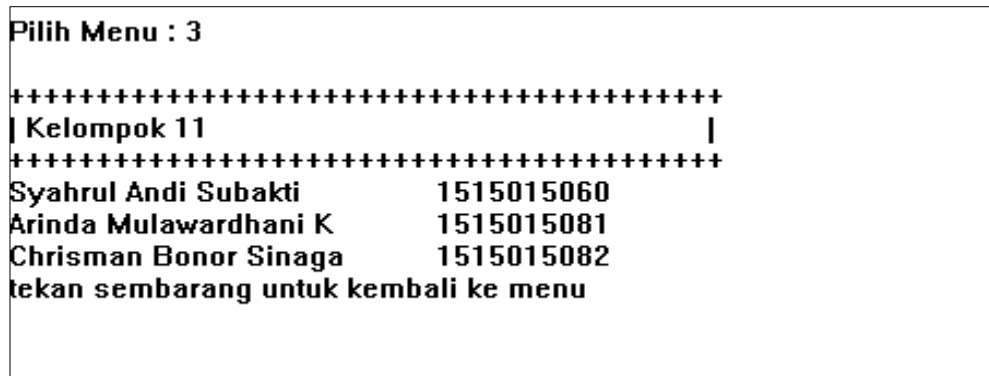 Pilih Menu : 3
+++++++++++++++++++++++++++++++++++++++++
| Kelompok 11 |
+++++++++++++++++++++++++++++++++++++++++
Syahrul Andi Subakti 1515015060
Arinda Mulawardhani K 1515015081
Chrisman Bonor Sinaga 1515015082
tekan sembarang untuk kembali ke menu